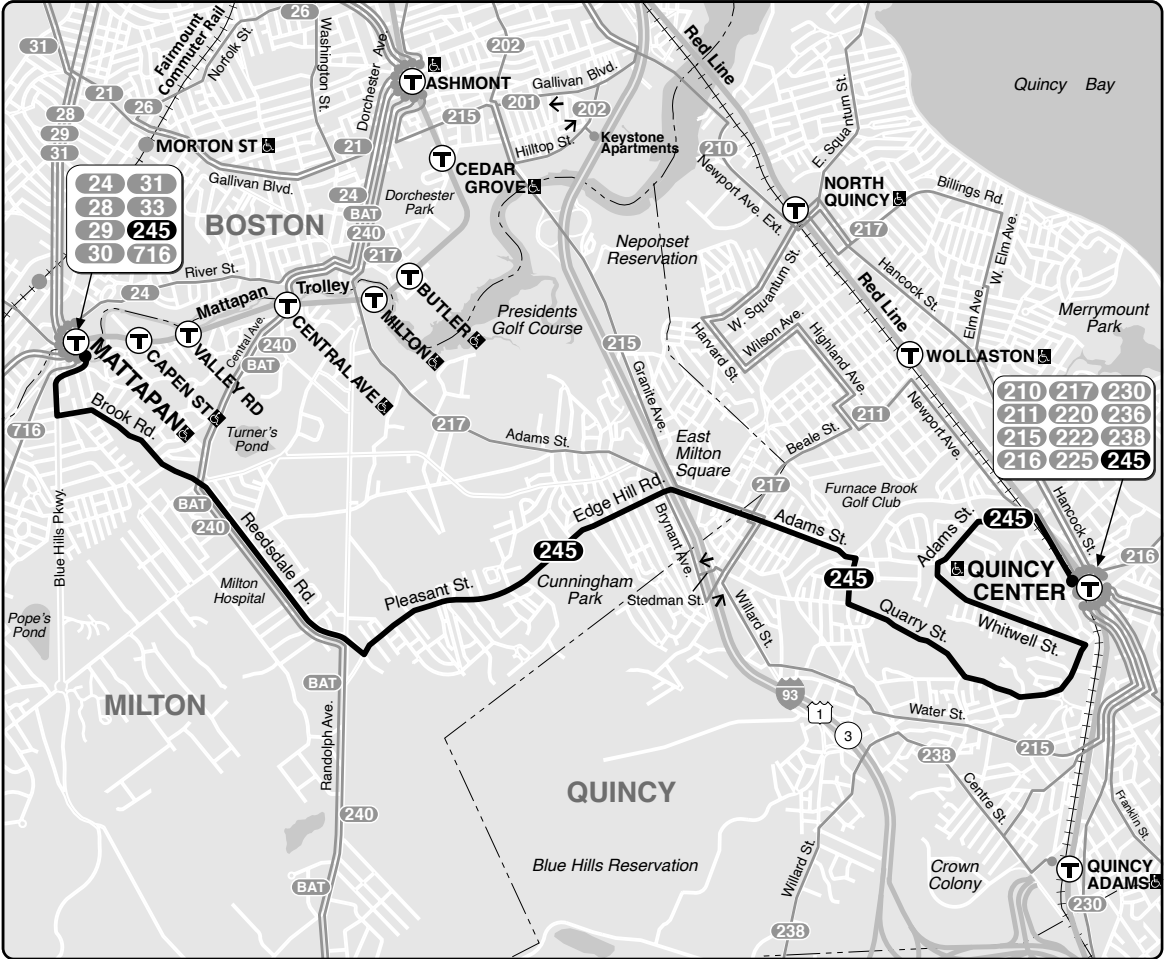 26
31
Fairmount
Commuter Rail
Norfolk St.
Washington St.
Dorchester Ave.
202
Red Line
Quincy Bay
21
26
T ASHMONT
Gallivan Blvd.
201
202
28
29
31
MORTON ST
215
Hilltop St.
Keystone
Apartments
210
E. Squantum St.
21
Gallivan Blvd.
T
CEDAR
GROVE
Newport Ave. Ext.
NORTH
QUINCY
T
Billings Rd.
24 31
28 33
29 245
30 716
BOSTON
24
BAT
240
217
Dorchester
Park
Neponset
Reservation
217
W. Elm Ave.
Hancock St.
River St.
24
Mattapan Trolley
T
BUTLER
T
MILTON
Presidents
Golf Course
W. Squantum St.
Red Line
Elm Ave.
Merrymount
Park
T
MATTAPAN
T
CAPEN ST
T
VALLEY RD
Central Ave.
240
BAT
T
CENTRAL AVE
215
Granite Ave.
Harvard St.
Wilson Ave.
Highland Ave.
T WOLLASTON
210 217 230
211 220 236
215 222 238
216 225 245
716
Brook Rd.
Turner's
Pond
217
Adams St.
East
Milton
Square
Beale St.
211
Newport Ave.
BAT
240
217
Furnace Brook
Golf Club
Hancock St.
Blue Hills Pkwy.
Reedsdale Rd.
Edge Hill Rd.
Brynant Ave.
Adams St.
Adams St.
245
216
245
Milton
Hospital
Pleasant St.
Cunningham
Park
Stedman St.
Willard St.
245
QUINCY
CENTER
T
Pope's
Pond
Quarry St.
Whitwell St.
MILTON
BAT
93
1
3
Water St.
215
Randolph Ave.
238
Centre St.
QUINCY
240
Franklin St.
Blue Hills Reservation
Willard St.
Crown
Colony
T
QUINCY
ADAMS
BAT
230
238